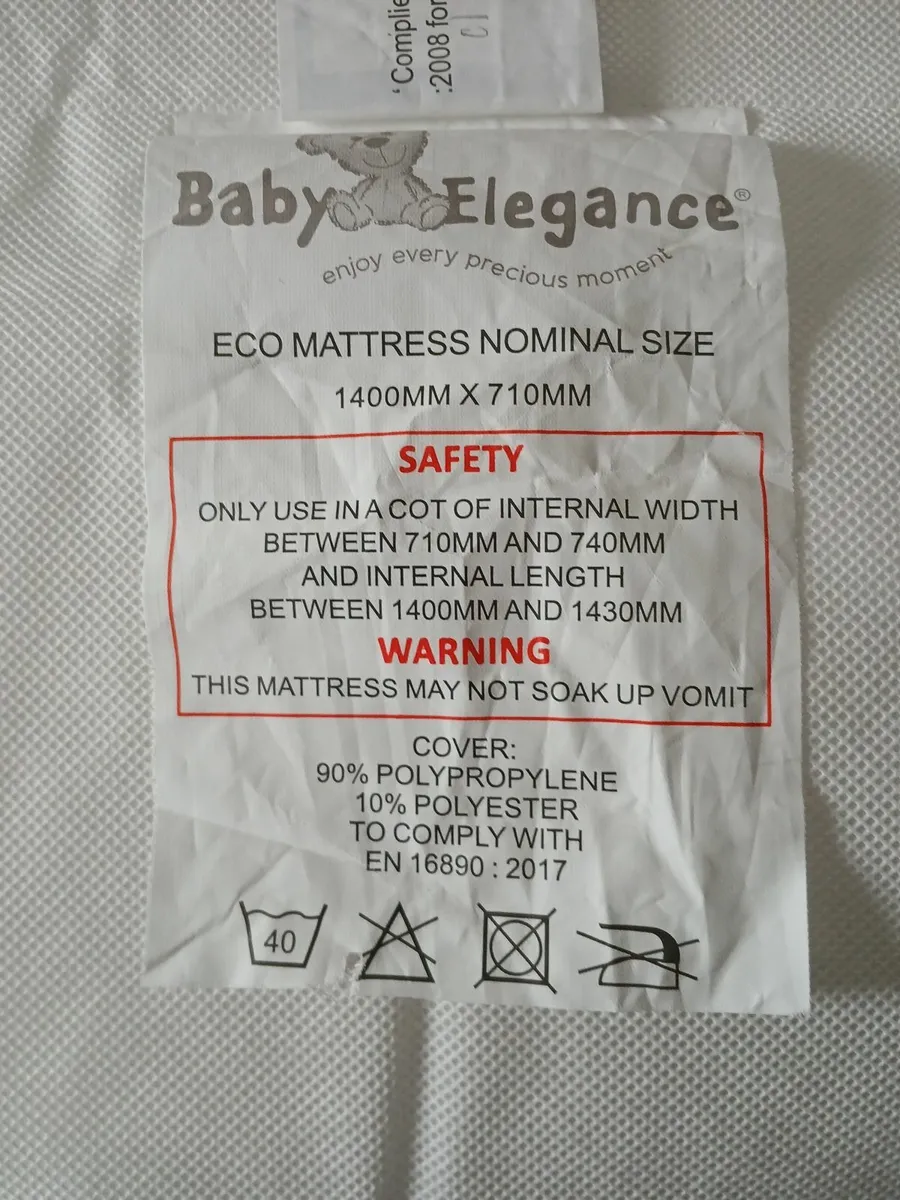 'Complie
:2008 for
Baby Elegance®
enjoy every precious moment
ECO MATTRESS NOMINAL SIZE
1400MM X 710MM
SAFETY
ONLY USE IN A COT OF INTERNAL WIDTH
BETWEEN 710MM AND 740MM
AND INTERNAL LENGTH
BETWEEN 1400MM AND 1430MM
WARNING
THIS MATTRESS MAY NOT SOAK UP VOMIT
COVER:
90% POLYPROPYLENE
10% POLYESTER
TO COMPLY WITH
EN 16890 : 2017
40